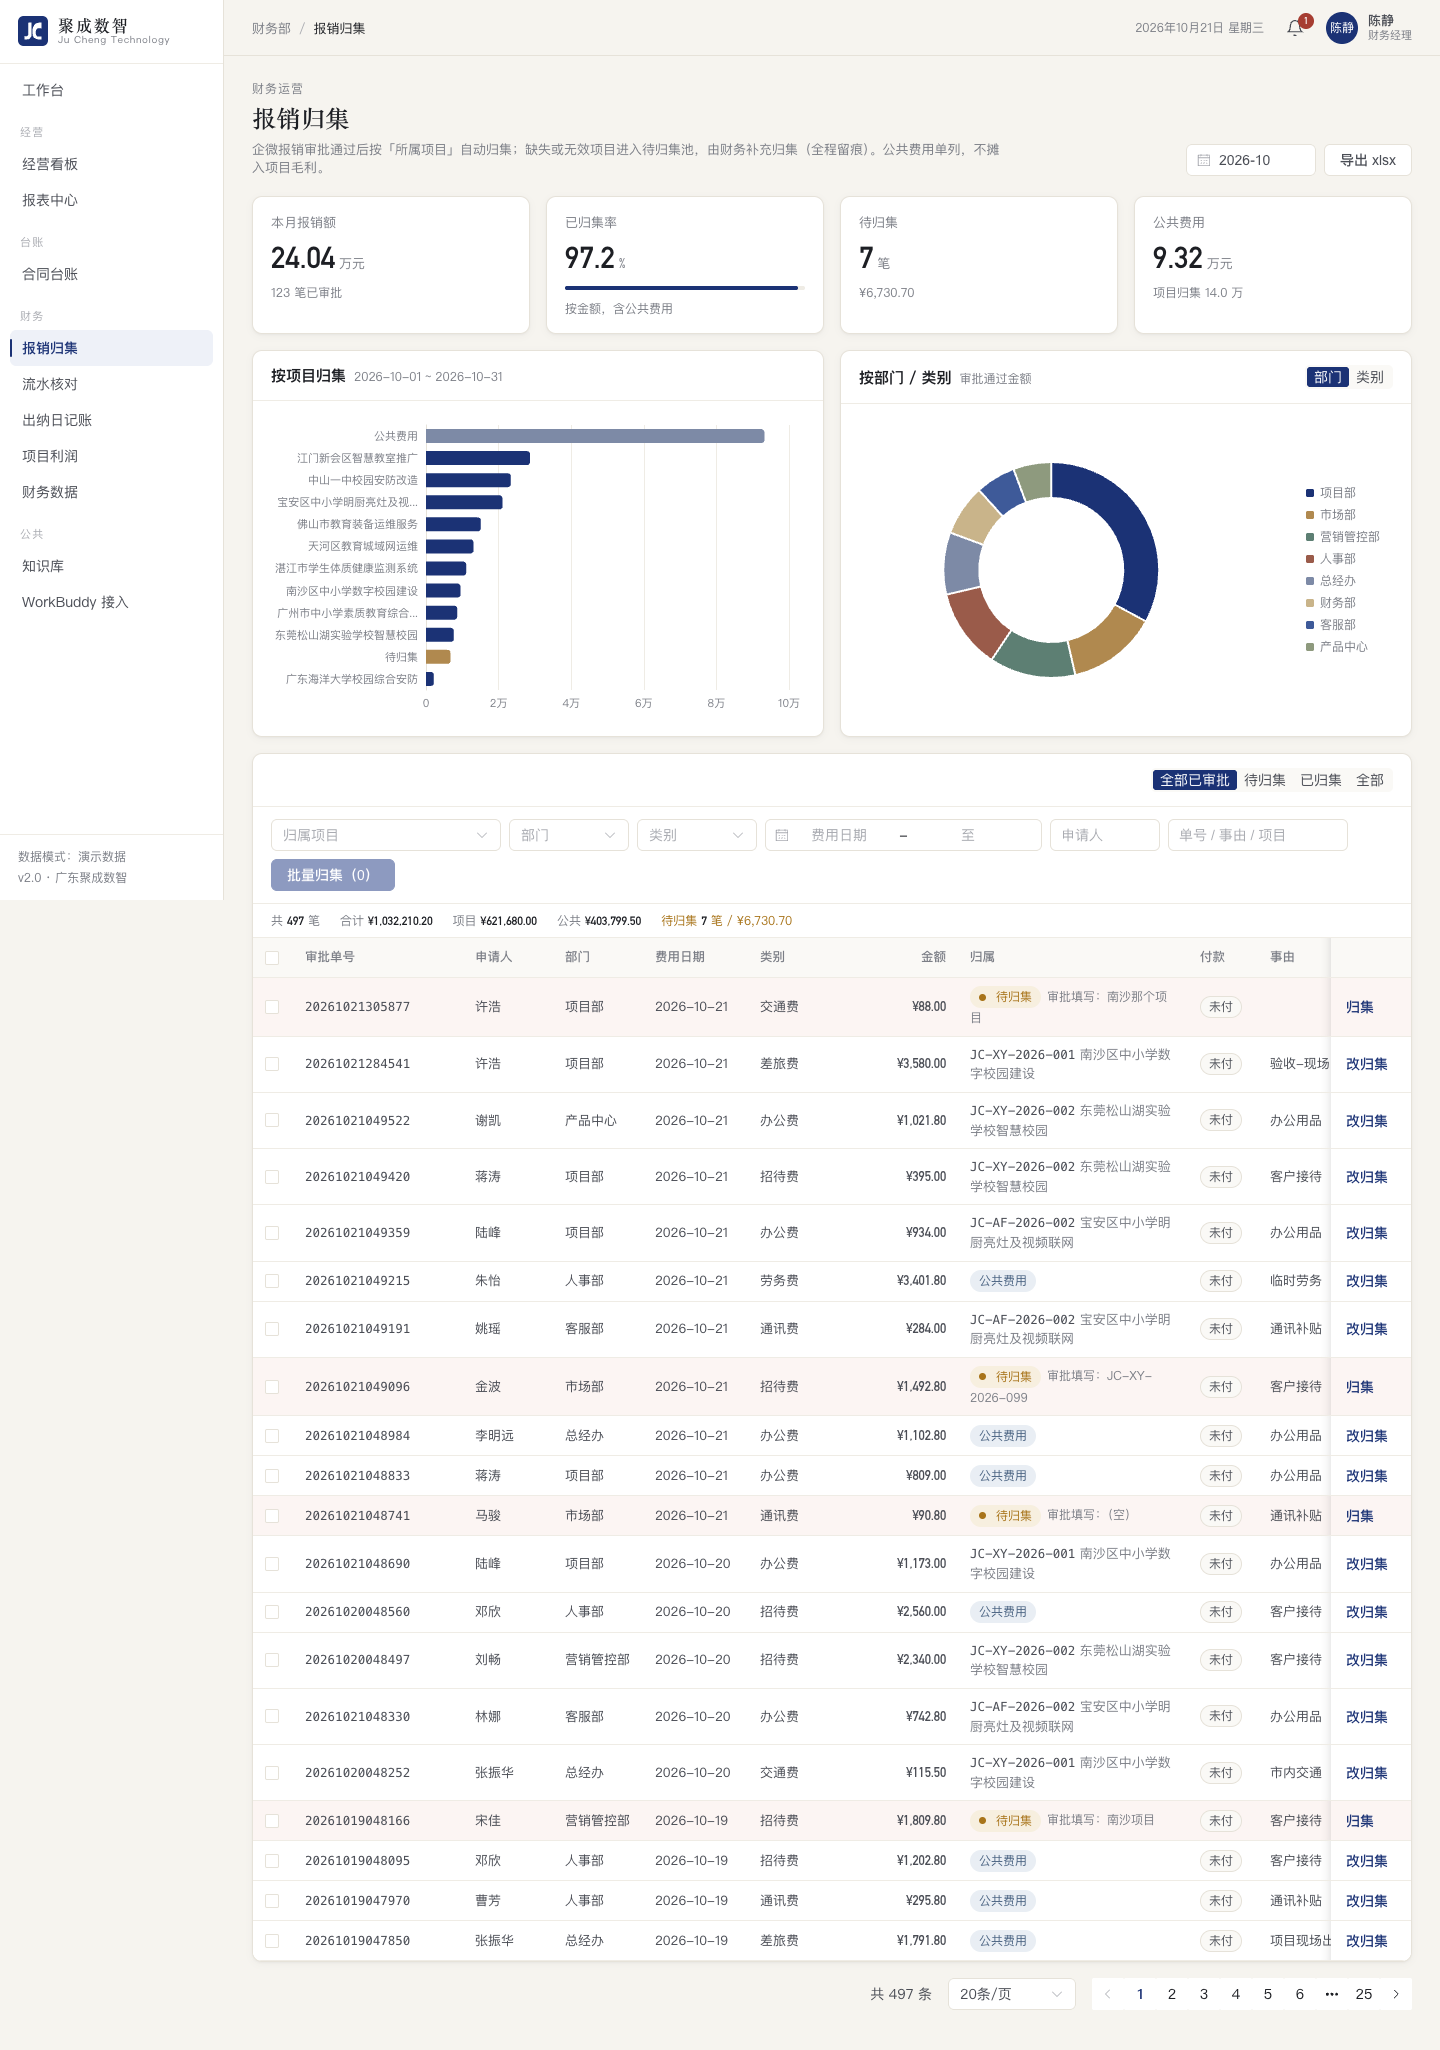 JC 聚成数智
Ju Cheng Technology
工作台
经营
经营看板
报表中心
台账
合同台账
财务
报销归集
流水核对
出纳日记账
项目利润
财务数据
公共
知识库
WorkBuddy 接入
数据模式：演示数据
v2.0 · 广东聚成数智
财务部 / 报销归集
2026年10月21日 星期三
1
陈静
陈静
财务经理
财务运营
报销归集
企微报销审批通过后按「所属项目」自动归集；缺失或无效项目进入待归集池，由财务补充归集（全程留痕）。公共费用单列，不摊
入项目毛利。
2026-10
导出 xlsx
本月报销额
24.04 万元
123 笔已审批
已归集率
97.2 %
按金额，含公共费用
待归集
7 笔
¥6,730.70
公共费用
9.32 万元
项目归集 14.0 万
按项目归集 2026-10-01 ~ 2026-10-31
公共费用
江门新会区智慧教室推广
中山一中校园安防改造
宝安区中小学明厨亮灶及视...
佛山市教育装备运维服务
天河区教育城域网运维
湛江市学生体质健康监测系统
南沙区中小学数字校园建设
广州市中小学素质教育综合...
东莞松山湖实验学校智慧校园
待归集
广东海洋大学校园综合安防
0 2万 4万 6万 8万 10万
按部门 / 类别 审批通过金额
部门 类别
项目部
市场部
营销管控部
人事部
总经办
财务部
客服部
产品中心
全部已审批 待归集 已归集 全部
归属项目 部门 类别 费用日期 – 至 申请人 单号 / 事由 / 项目
批量归集（0）
共 497 笔 合计 ¥1,032,210.20 项目 ¥621,680.00 公共 ¥403,799.50 待归集 7 笔 / ¥6,730.70
审批单号 申请人 部门 费用日期 类别 金额 归属 付款 事由
20261021305877 许浩 项目部 2026-10-21 交通费 ¥88.00 待归集 审批填写：南沙那个项
目 未付 归集
20261021284541 许浩 项目部 2026-10-21 差旅费 ¥3,580.00 JC-XY-2026-001 南沙区中小学数
字校园建设 未付 验收-现场 改归集
20261021049522 谢凯 产品中心 2026-10-21 办公费 ¥1,021.80 JC-XY-2026-002 东莞松山湖实验
学校智慧校园 未付 办公用品 改归集
20261021049420 蒋涛 项目部 2026-10-21 招待费 ¥395.00 JC-XY-2026-002 东莞松山湖实验
学校智慧校园 未付 客户接待 改归集
20261021049359 陆峰 项目部 2026-10-21 办公费 ¥934.00 JC-AF-2026-002 宝安区中小学明
厨亮灶及视频联网 未付 办公用品 改归集
20261021049215 朱怡 人事部 2026-10-21 劳务费 ¥3,401.80 公共费用 未付 临时劳务 改归集
20261021049191 姚瑶 客服部 2026-10-21 通讯费 ¥284.00 JC-AF-2026-002 宝安区中小学明
厨亮灶及视频联网 未付 通讯补贴 改归集
20261021049096 金波 市场部 2026-10-21 招待费 ¥1,492.80 待归集 审批填写：JC-XY-
2026-099 未付 客户接待 归集
20261021048984 李明远 总经办 2026-10-21 办公费 ¥1,102.80 公共费用 未付 办公用品 改归集
20261021048833 蒋涛 项目部 2026-10-21 办公费 ¥809.00 公共费用 未付 办公用品 改归集
20261021048741 马骏 市场部 2026-10-21 通讯费 ¥90.80 待归集 审批填写：（空） 未付 通讯补贴 归集
20261021048690 陆峰 项目部 2026-10-20 办公费 ¥1,173.00 JC-XY-2026-001 南沙区中小学数
字校园建设 未付 办公用品 改归集
20261020048560 邓欣 人事部 2026-10-20 招待费 ¥2,560.00 公共费用 未付 客户接待 改归集
20261020048497 刘畅 营销管控部 2026-10-20 招待费 ¥2,340.00 JC-XY-2026-002 东莞松山湖实验
学校智慧校园 未付 客户接待 改归集
20261021048330 林娜 客服部 2026-10-20 办公费 ¥742.80 JC-AF-2026-002 宝安区中小学明
厨亮灶及视频联网 未付 办公用品 改归集
20261020048252 张振华 总经办 2026-10-20 交通费 ¥115.50 JC-XY-2026-001 南沙区中小学数
字校园建设 未付 市内交通 改归集
20261019048166 宋佳 营销管控部 2026-10-19 招待费 ¥1,809.80 待归集 审批填写：南沙项目 未付 客户接待 归集
20261019048095 邓欣 人事部 2026-10-19 招待费 ¥1,202.80 公共费用 未付 客户接待 改归集
20261019047970 曹芳 人事部 2026-10-19 通讯费 ¥295.80 公共费用 未付 通讯补贴 改归集
20261019047850 张振华 总经办 2026-10-19 差旅费 ¥1,791.80 公共费用 未付 项目现场出 改归集
共 497 条 20条/页 1 2 3 4 5 6 ••• 25